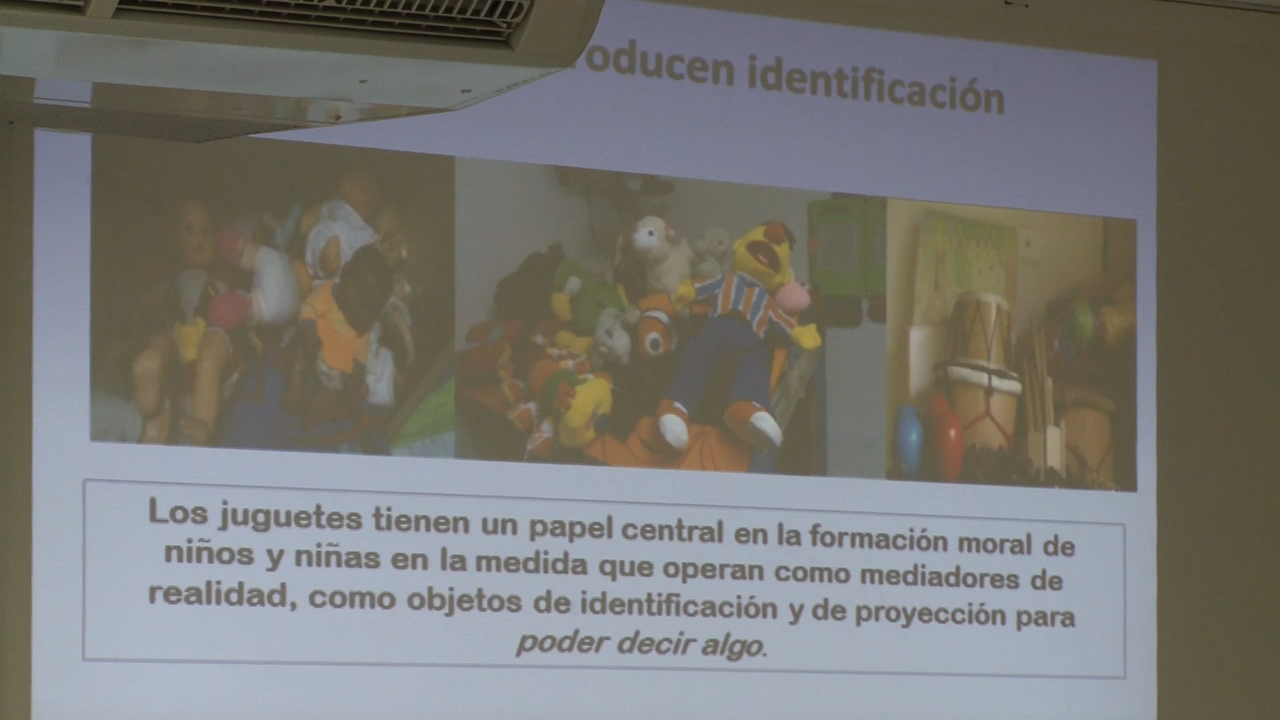 identificación
Los juguetes tienen un papel central en la formación moral de
niños y niñas en la medida que operan como mediadores de
realidad, como objetos de identificación y de proyección para
poder decir algo.